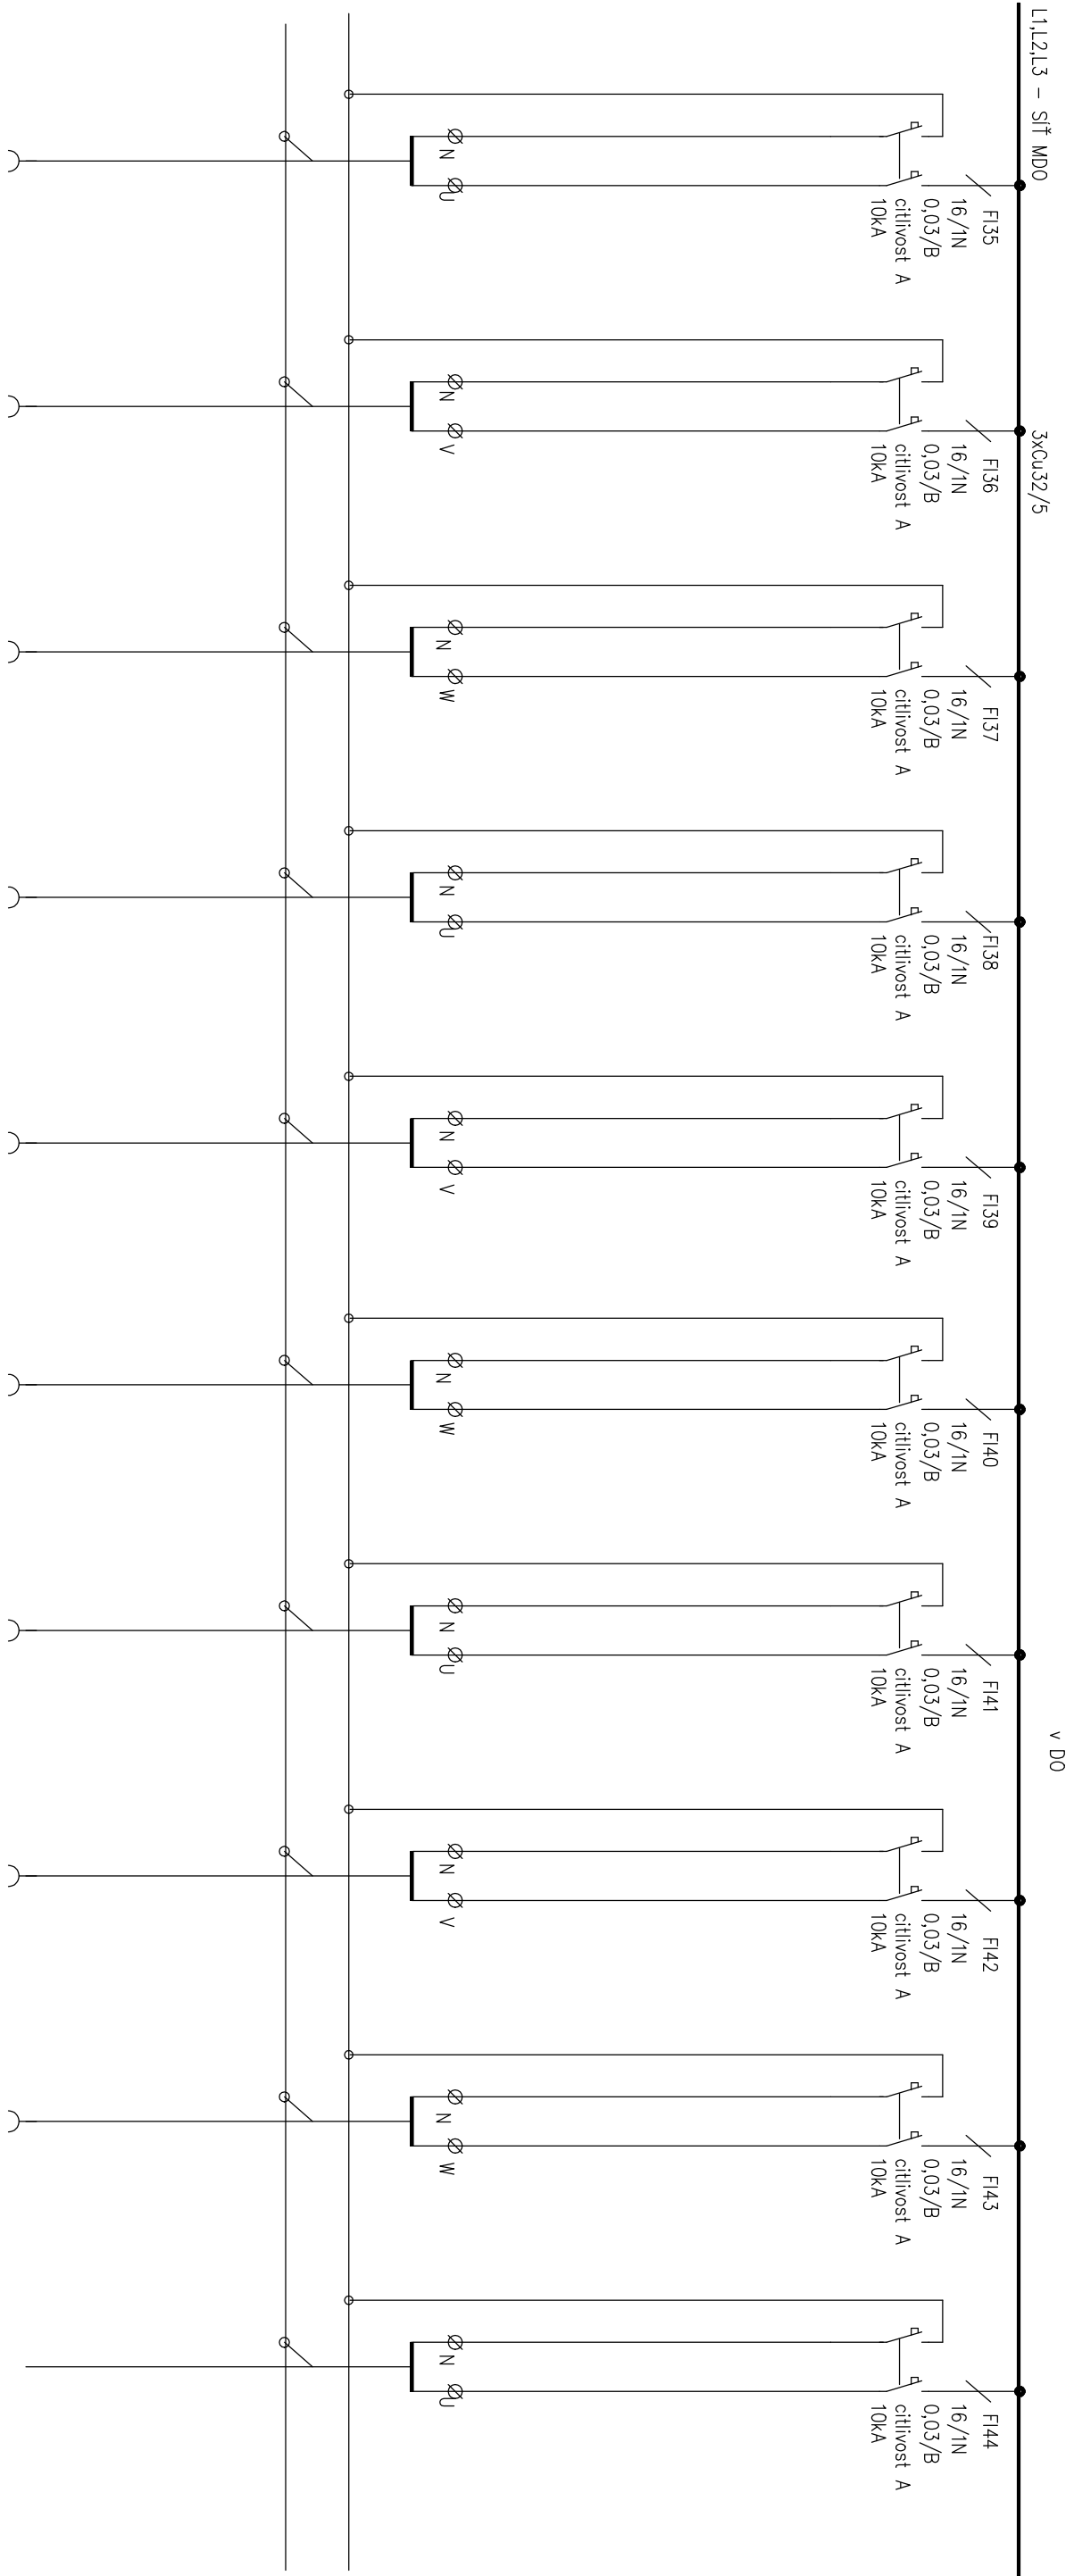 L1,L2,L3 – SÍŤ MDO
3xCu32/5
v DO
FI35
16/1N
0,03/B
citlivost A
10kA
N
U
FI36
16/1N
0,03/B
citlivost A
10kA
N
V
FI37
16/1N
0,03/B
citlivost A
10kA
N
W
FI38
16/1N
0,03/B
citlivost A
10kA
N
U
FI39
16/1N
0,03/B
citlivost A
10kA
N
V
FI40
16/1N
0,03/B
citlivost A
10kA
N
W
FI41
16/1N
0,03/B
citlivost A
10kA
N
U
FI42
16/1N
0,03/B
citlivost A
10kA
N
V
FI43
16/1N
0,03/B
citlivost A
10kA
N
W
FI44
16/1N
0,03/B
citlivost A
10kA
N
U